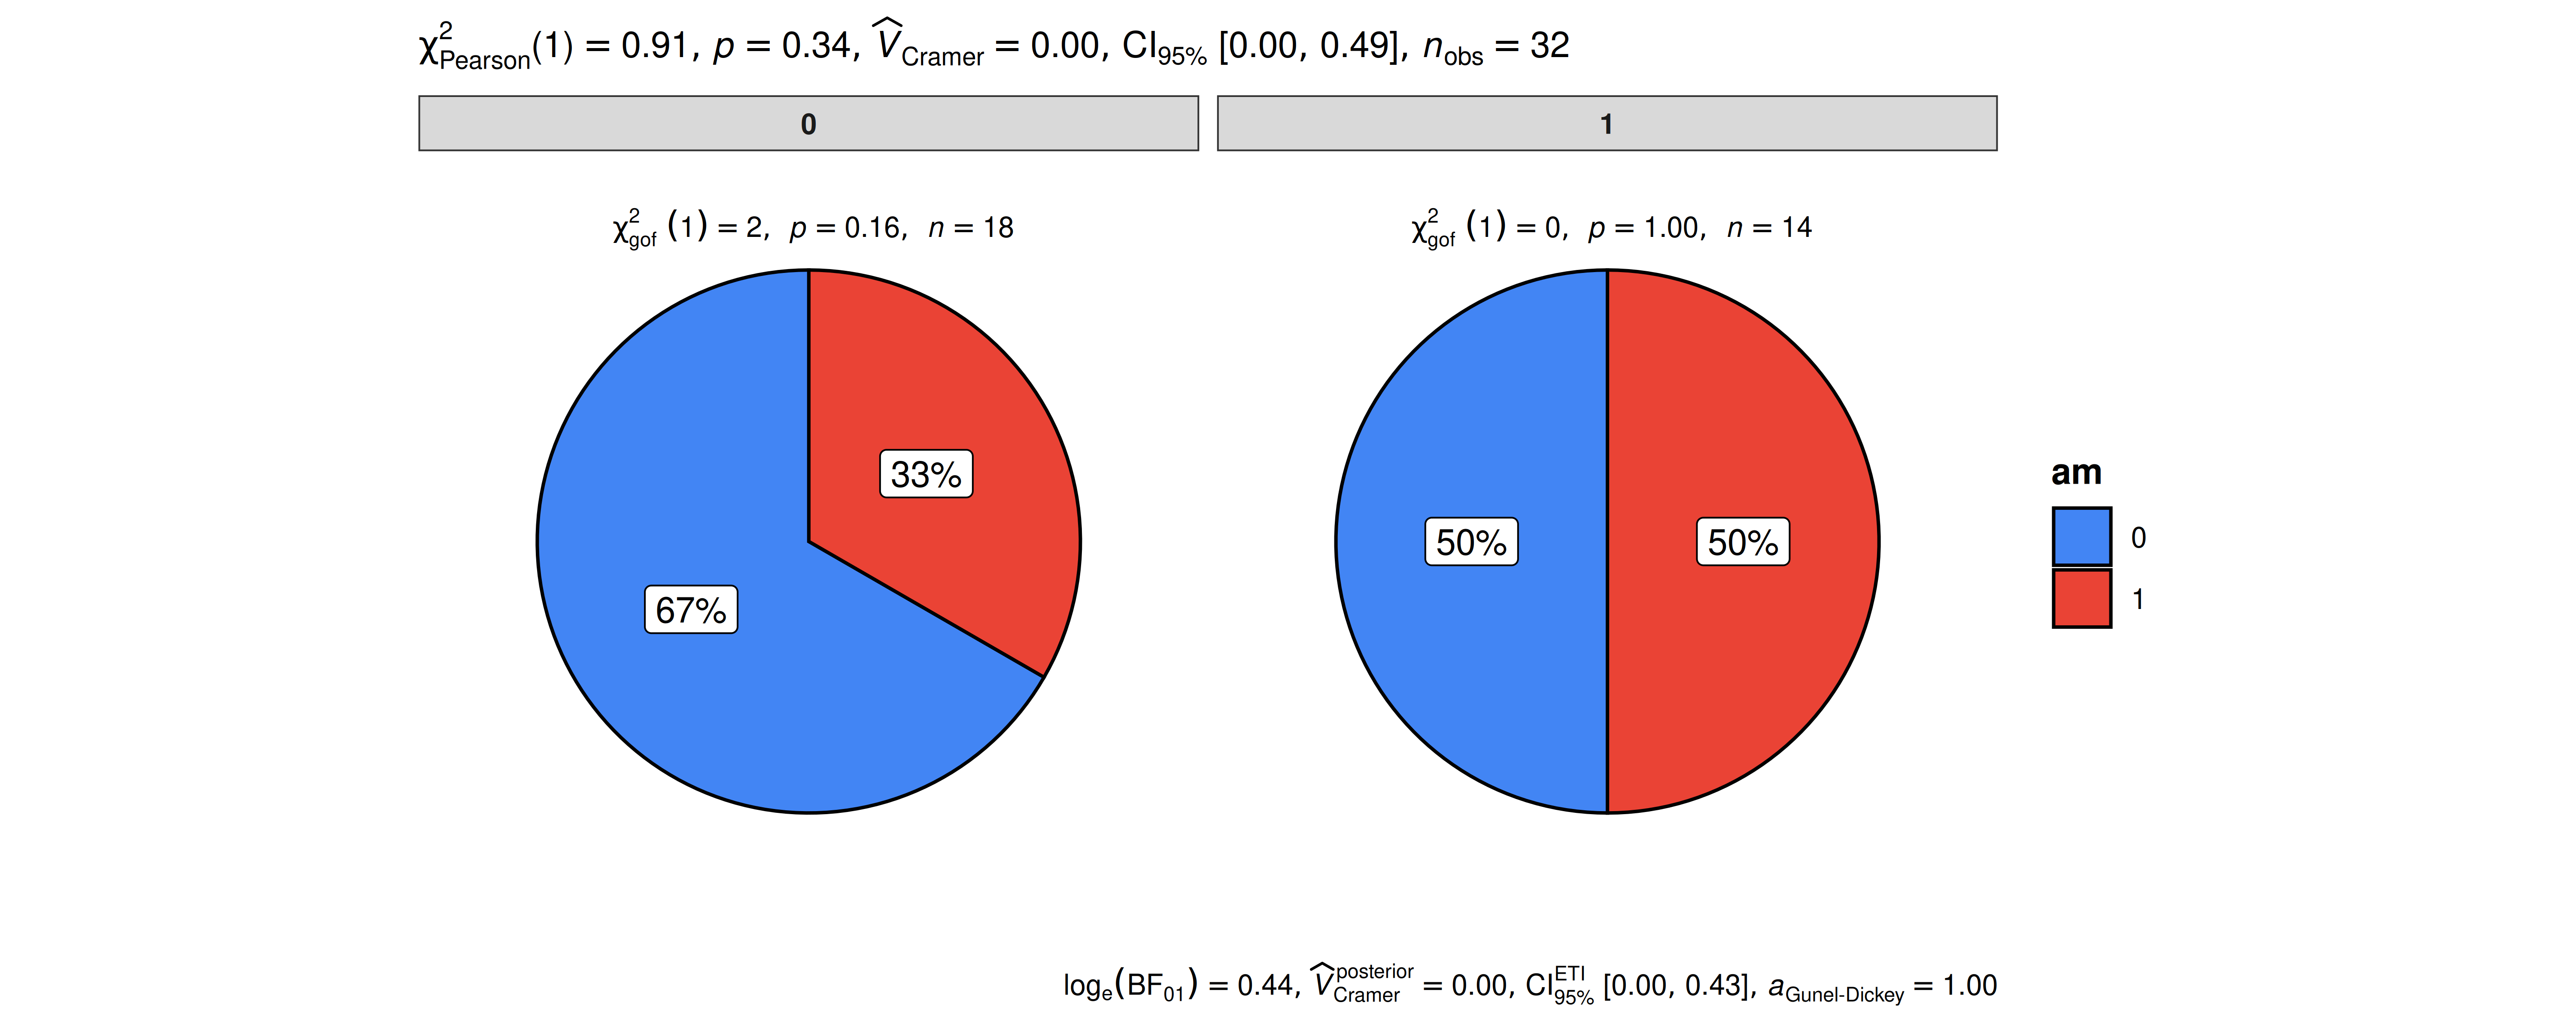 χ²Pearson(1) = 0.91, p = 0.34, V̂Cramer = 0.00, CI95% [0.00, 0.49], nobs = 32
0
1
χ²gof (1) = 2, p = 0.16, n = 18
χ²gof (1) = 0, p = 1.00, n = 14
33%
67%
50%
50%
am
0
1
loge(BF01) = 0.44, V̂posteriorCramer = 0.00, CIETI95% [0.00, 0.43], aGunel-Dickey = 1.00